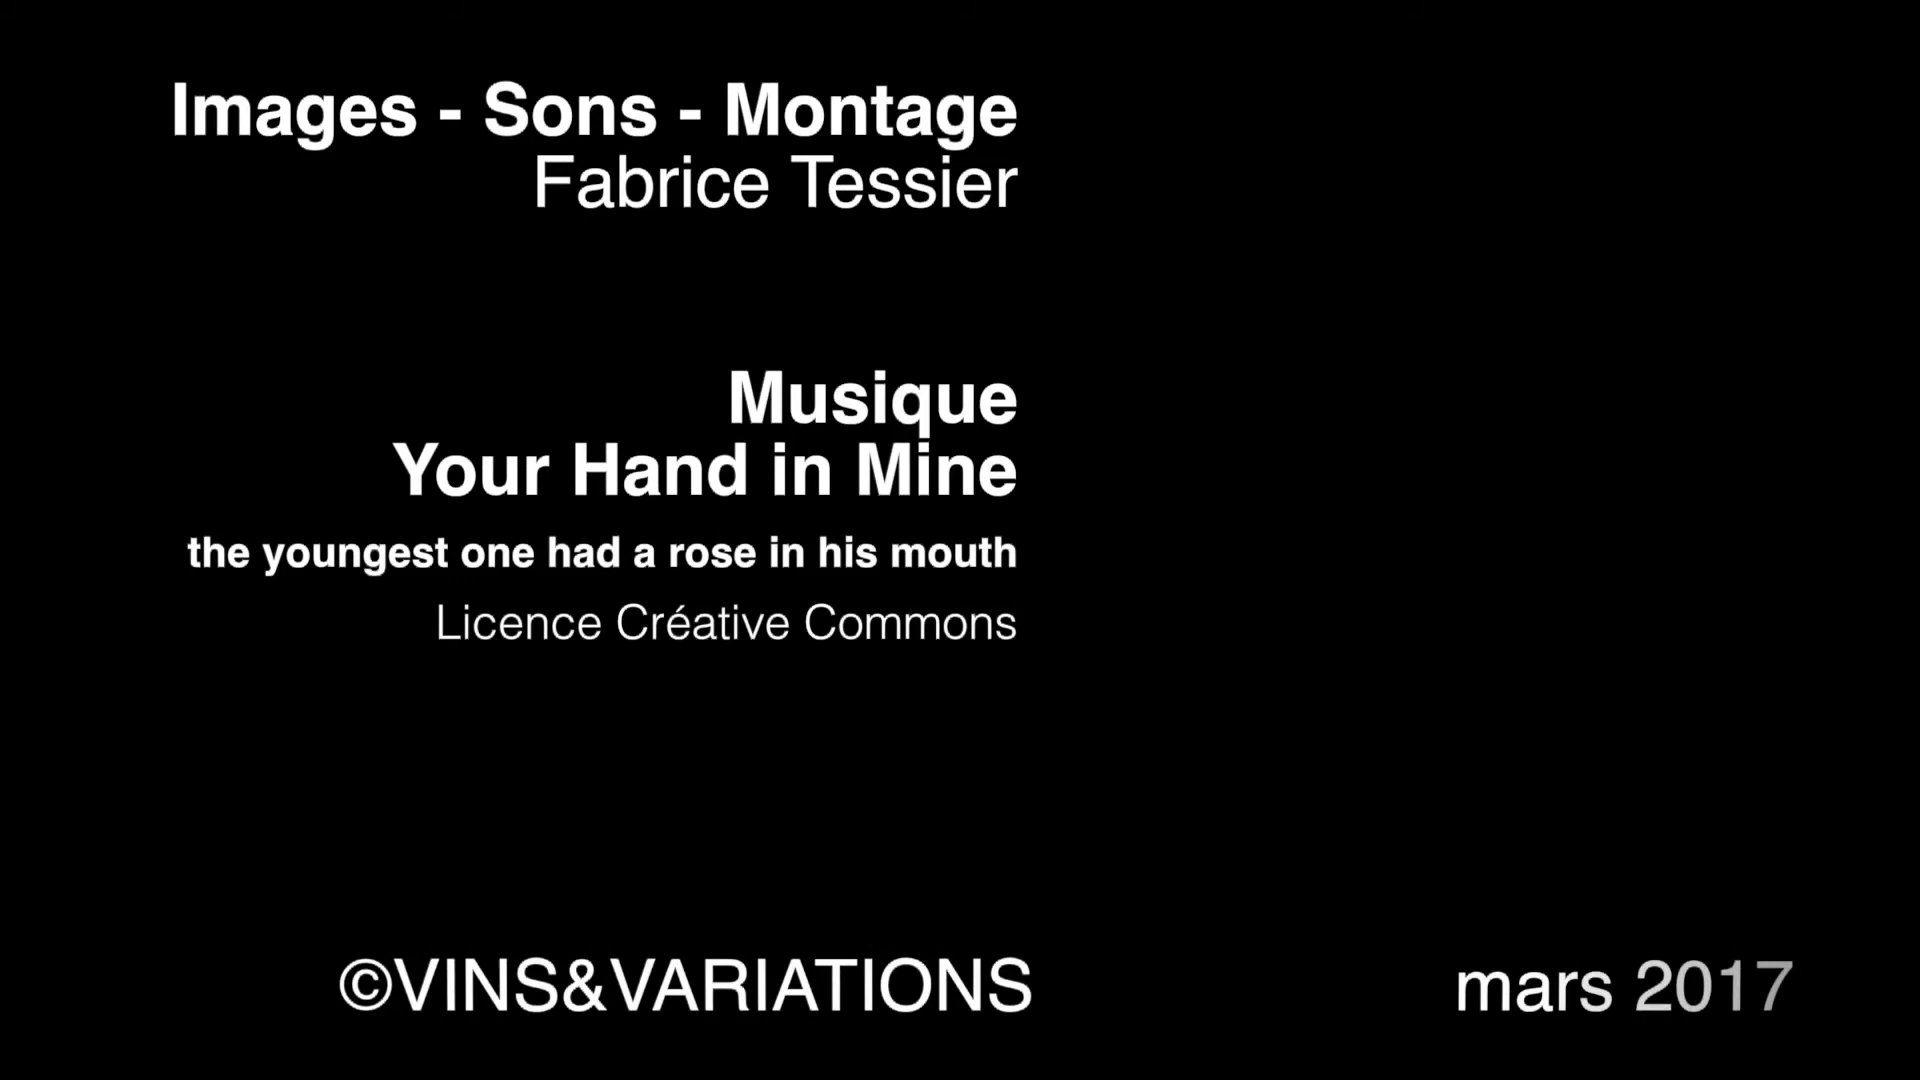 Images - Sons - Montage
Fabrice Tessier
Musique
Your Hand in Mine
the youngest one had a rose in his mouth
Licence Créative Commons
©VINS&VARIATIONS
mars 2017